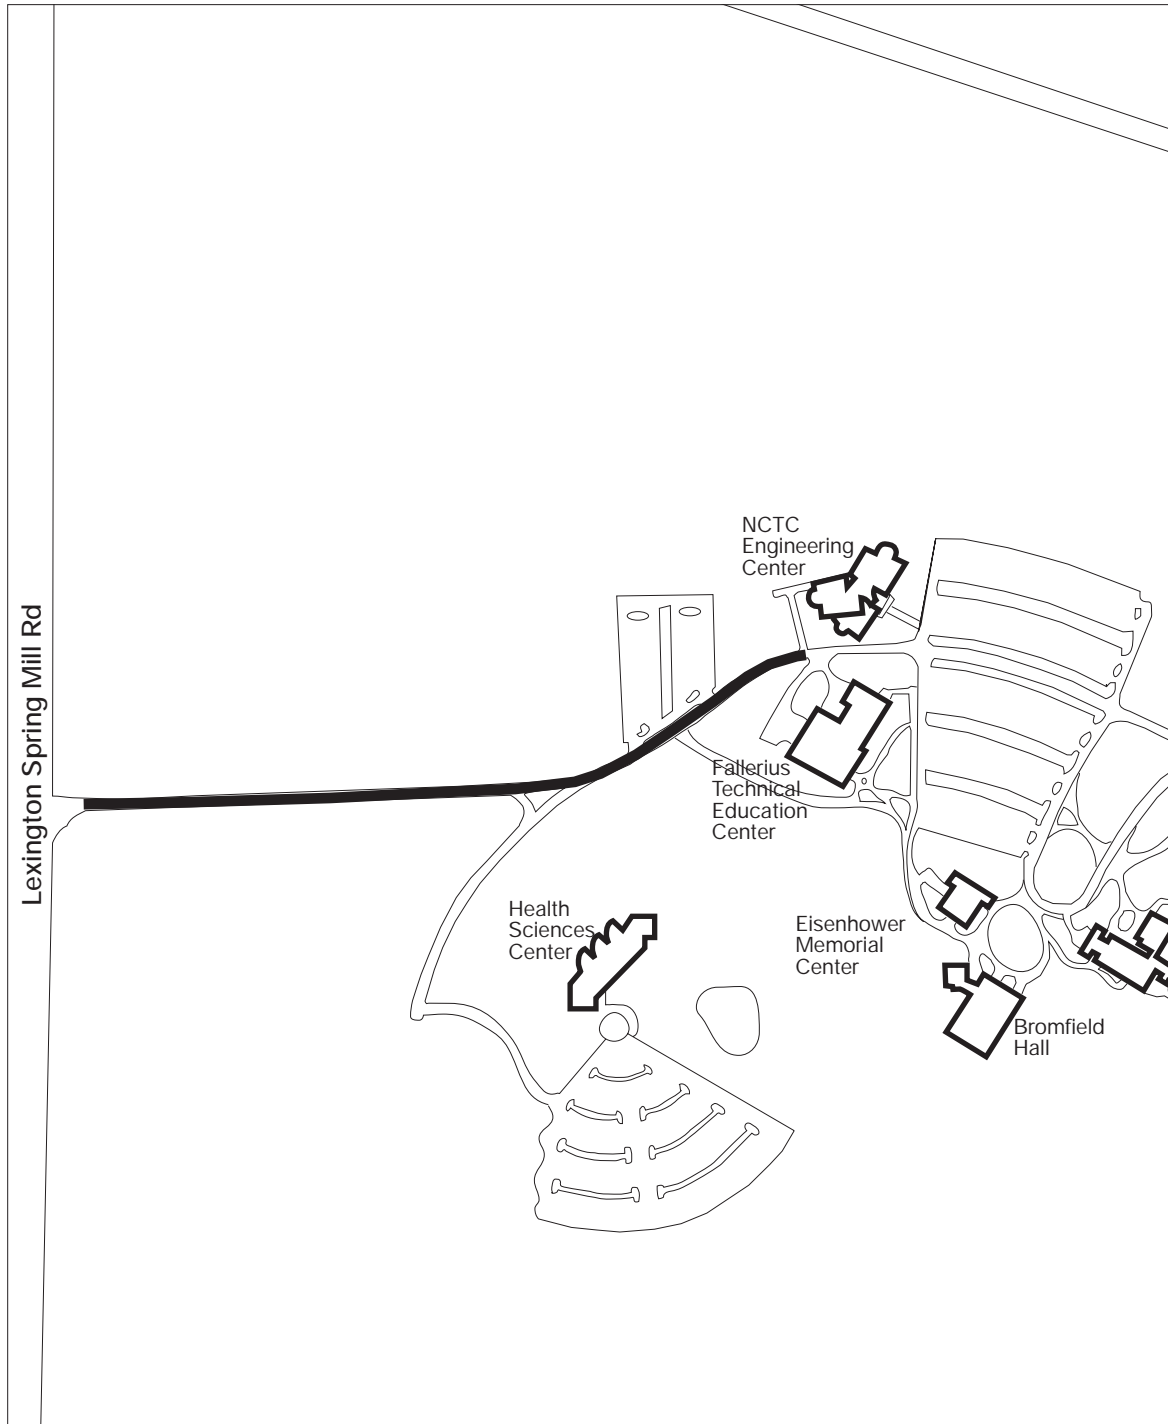 NCTC
Engineering
Center
Lexington Spring Mill Rd
Fallerius
Technical
Education
Center
Health
Sciences
Center
Eisenhower
Memorial
Center
Bromfield
Hall